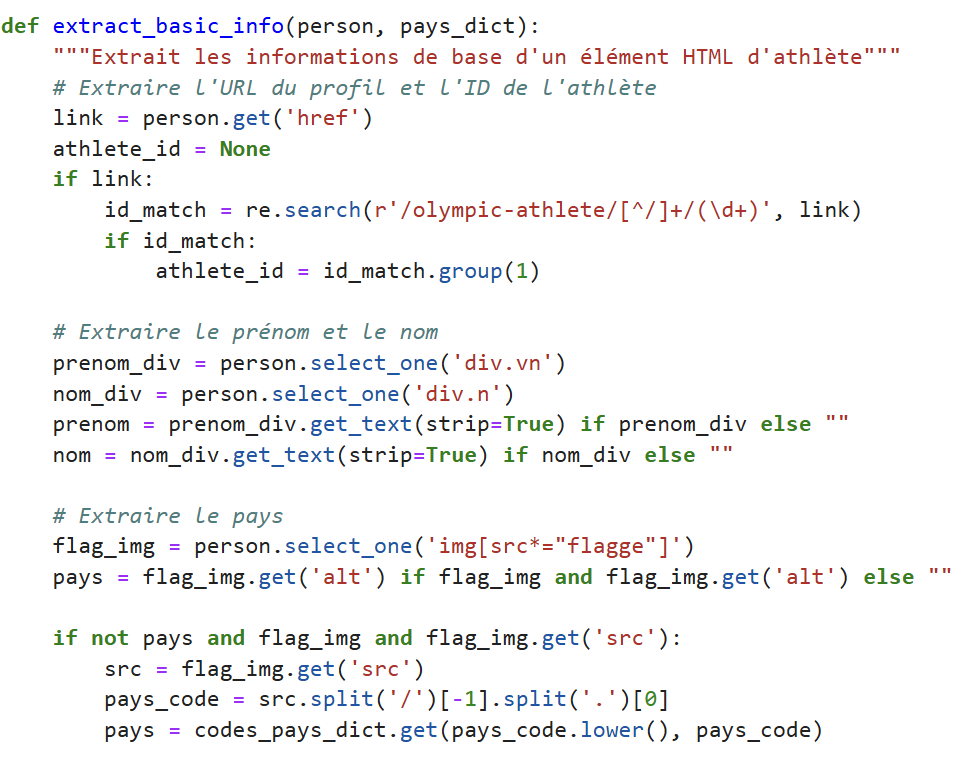 def extract_basic_info(person, pays_dict):
    """Extrait les informations de base d'un élément HTML d'athlète"""
    # Extraire l'URL du profil et l'ID de l'athlète
    link = person.get('href')
    athlete_id = None
    if link:
        id_match = re.search(r'/olympic-athlete/[^/]+/(\d+)', link)
        if id_match:
            athlete_id = id_match.group(1)

    # Extraire le prénom et le nom
    prenom_div = person.select_one('div.vn')
    nom_div = person.select_one('div.n')
    prenom = prenom_div.get_text(strip=True) if prenom_div else ""
    nom = nom_div.get_text(strip=True) if nom_div else ""

    # Extraire le pays
    flag_img = person.select_one('img[src*="flagge"]')
    pays = flag_img.get('alt') if flag_img and flag_img.get('alt') else ""

    if not pays and flag_img and flag_img.get('src'):
        src = flag_img.get('src')
        pays_code = src.split('/')[-1].split('.')[0]
        pays = codes_pays_dict.get(pays_code.lower(), pays_code)